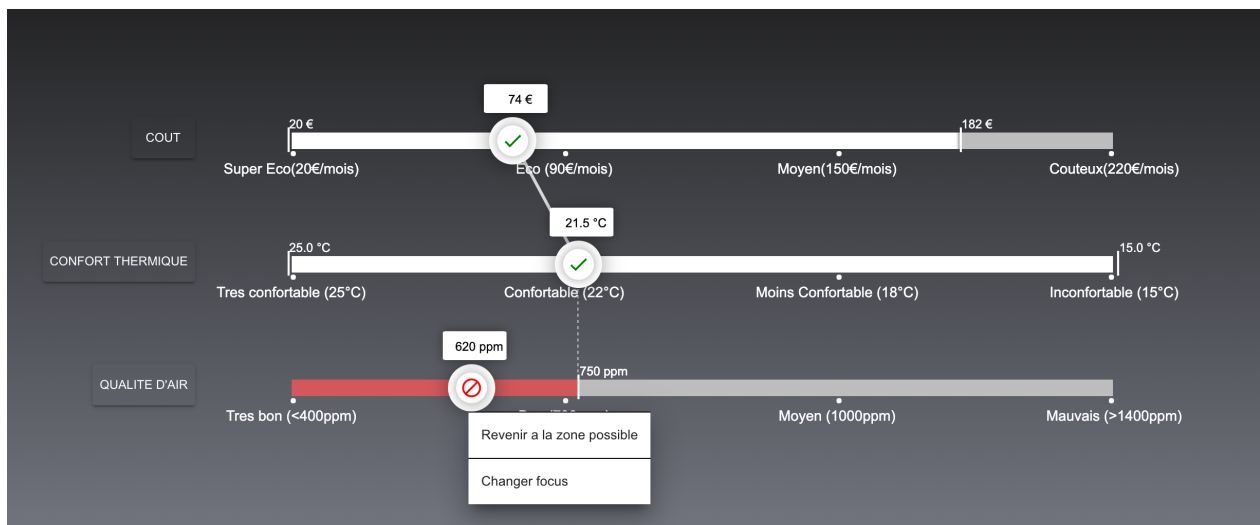 74 €
20 €
182 €
COUT
Super Eco(20€/mois)
Eco (90€/mois)
Moyen(150€/mois)
Couteux(220€/mois)
21.5 °C
25.0 °C
15.0 °C
CONFORT THERMIQUE
Tres confortable (25°C)
Confortable (22°C)
Moins Confortable (18°C)
Inconfortable (15°C)
620 ppm
750 ppm
QUALITE D'AIR
Tres bon (<400ppm)
Moyen (1000ppm)
Mauvais (>1400ppm)
Revenir a la zone possible
Changer focus